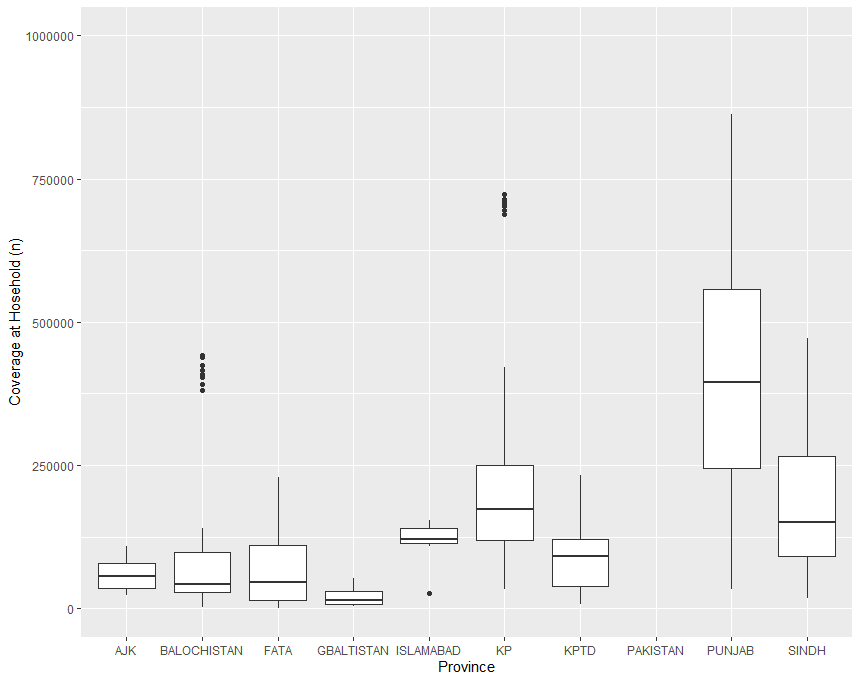 Coverage at Hosehold (n)
1000000
750000
500000
250000
0
AJK BALOCHISTAN FATA GBALTISTAN ISLAMABAD KP KPTD PAKISTAN PUNJAB SINDH
Province